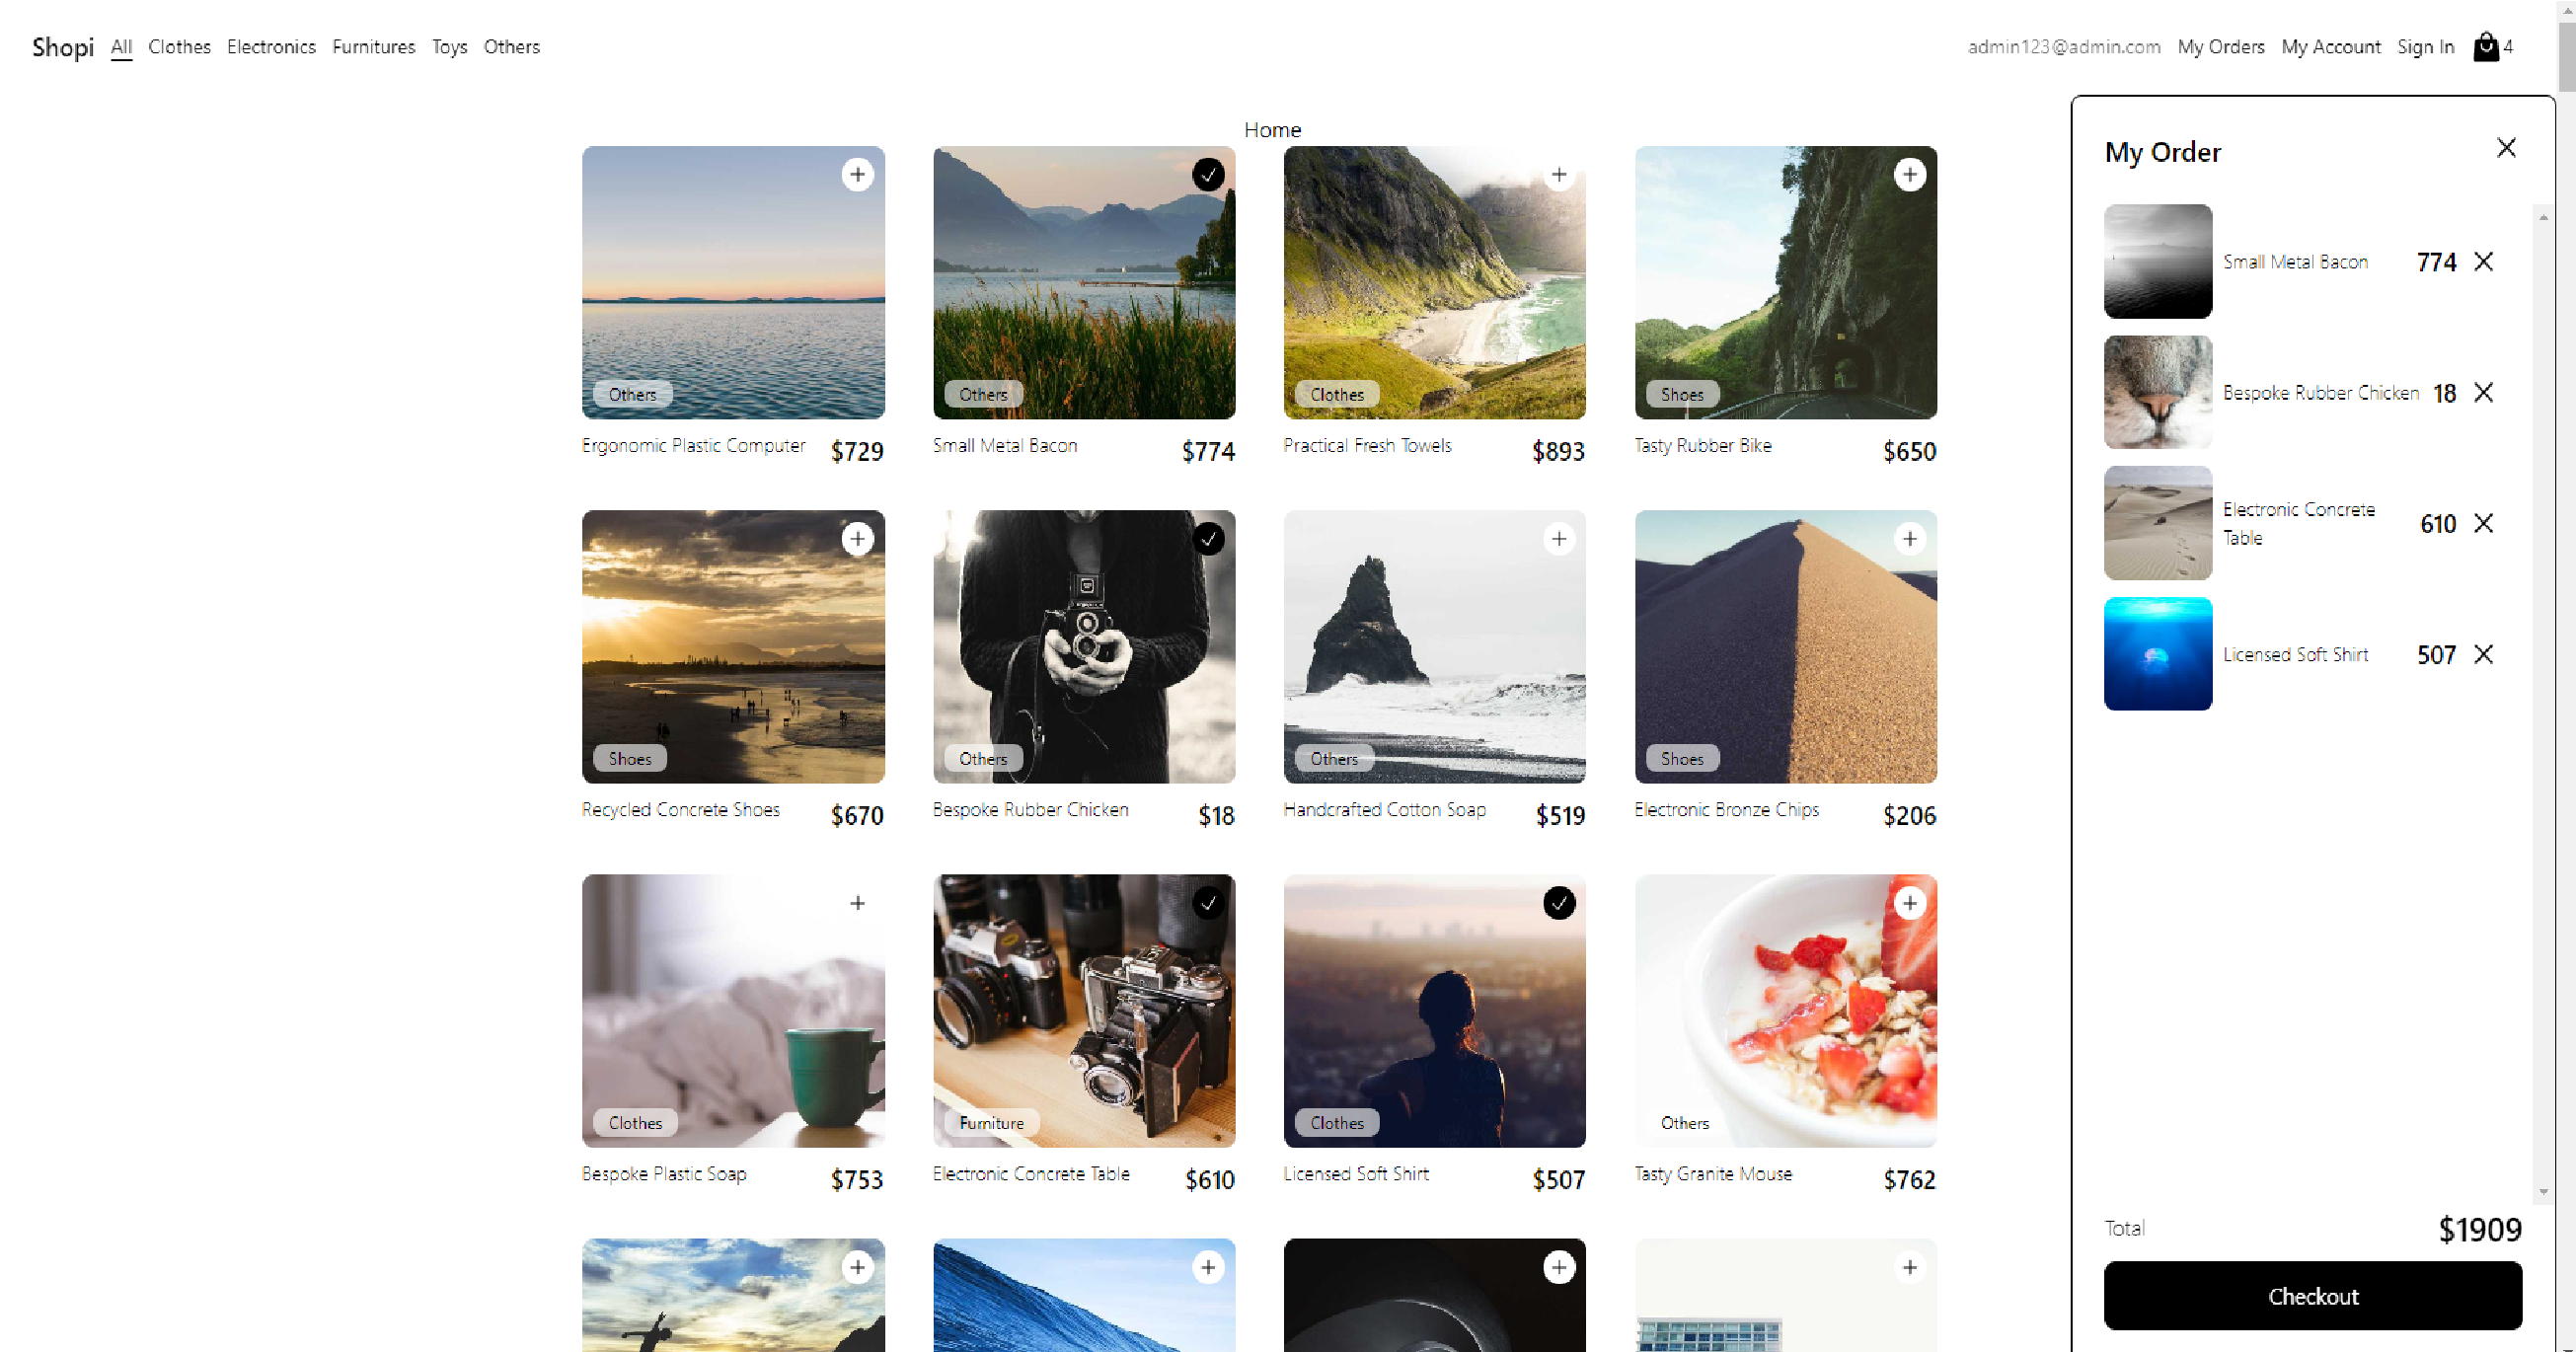 Shopi All Clothes Electronics Furnitures Toys Others
admin123@admin.com My Orders My Account Sign In 4
Home
Others
Ergonomic Plastic Computer $729
Others
Small Metal Bacon $774
Clothes
Practical Fresh Towels $893
Shoes
Tasty Rubber Bike $650
Shoes
Recycled Concrete Shoes $670
Others
Bespoke Rubber Chicken $18
Others
Handcrafted Cotton Soap $519
Shoes
Electronic Bronze Chips $206
Clothes
Bespoke Plastic Soap $753
Furniture
Electronic Concrete Table $610
Clothes
Licensed Soft Shirt $507
Others
Tasty Granite Mouse $762
My Order
Small Metal Bacon 774
Bespoke Rubber Chicken 18
Electronic Concrete
Table 610
Licensed Soft Shirt 507
Total $1909
Checkout